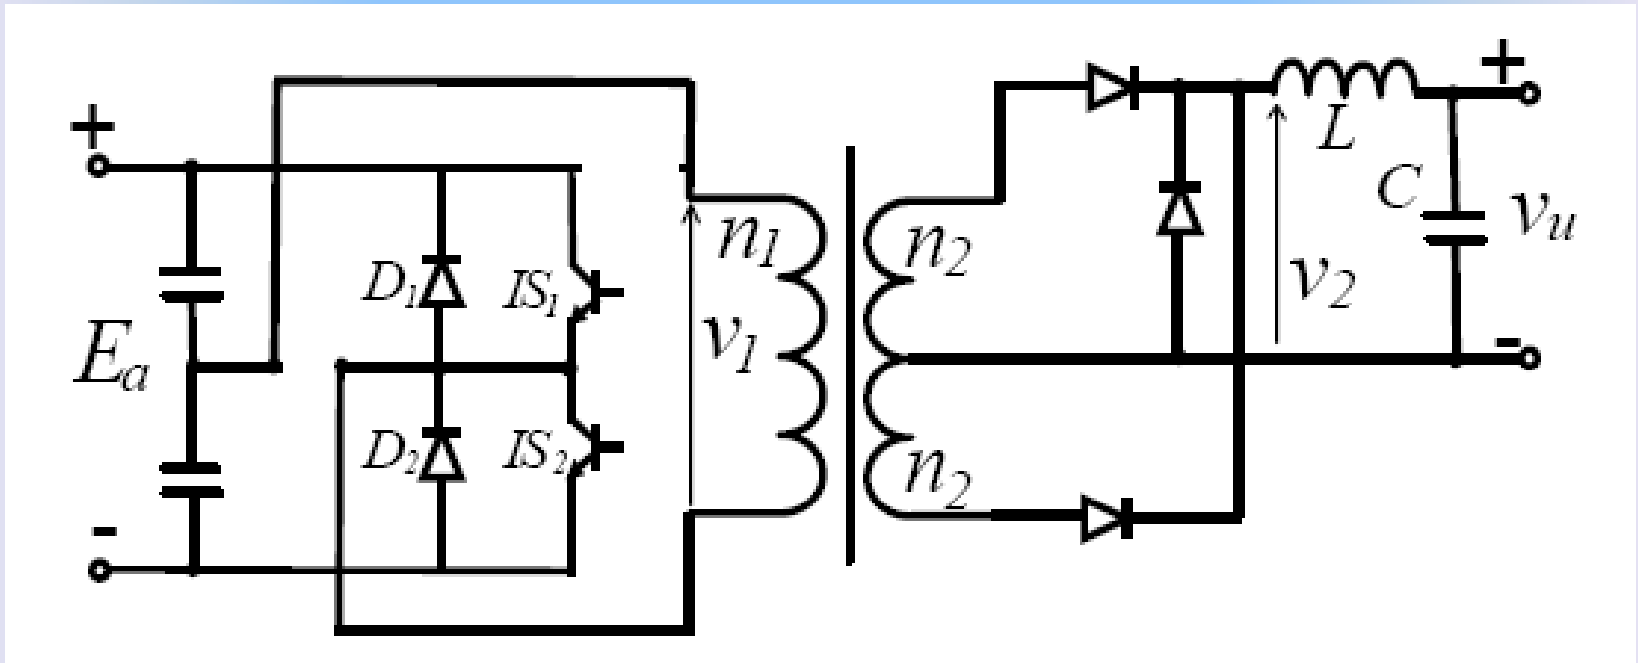 +
-
Ea
D1
IS1
D2
IS2
n1
v1
n2
n2
v2
L
C
+
-
vu